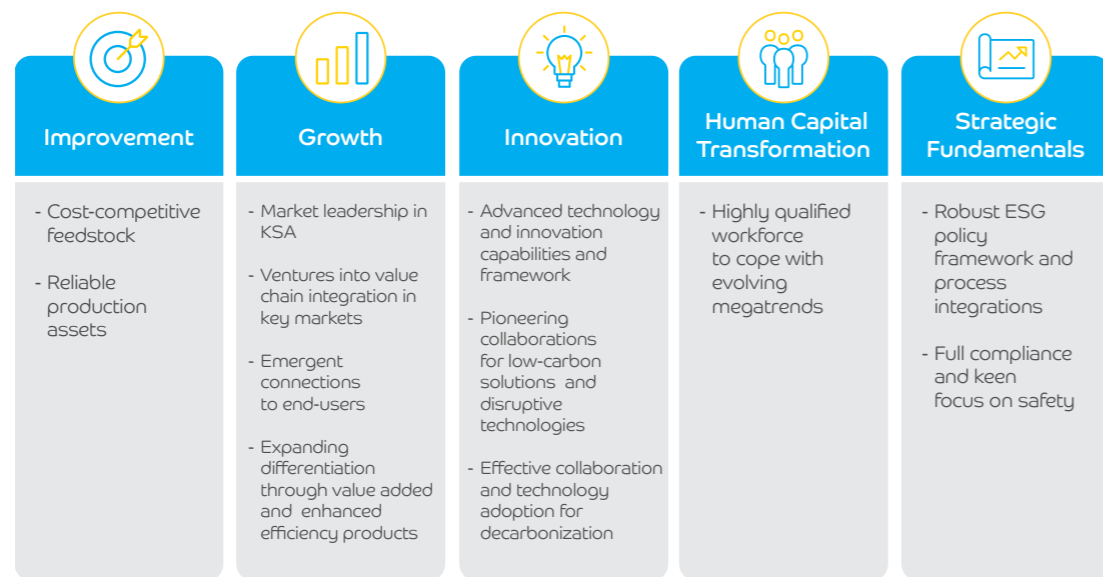 Improvement
- Cost-competitive
feedstock
- Reliable
production
assets
Growth
- Market leadership in
KSA
- Ventures into value
chain integration in
key markets
- Emergent
connections
to end-users
- Expanding
differentiation
through value added
and enhanced
efficiency products
Innovation
- Advanced technology
and innovation
capabilities and
framework
- Pioneering
collaborations
for low-carbon
solutions and
disruptive
technologies
- Effective collaboration
and technology
adoption for
decarbonization
Human Capital
Transformation
- Highly qualified
workforce
to cope with
evolving
megatrends
Strategic
Fundamentals
- Robust ESG
policy
framework and
process
integrations
- Full compliance
and keen
focus on safety